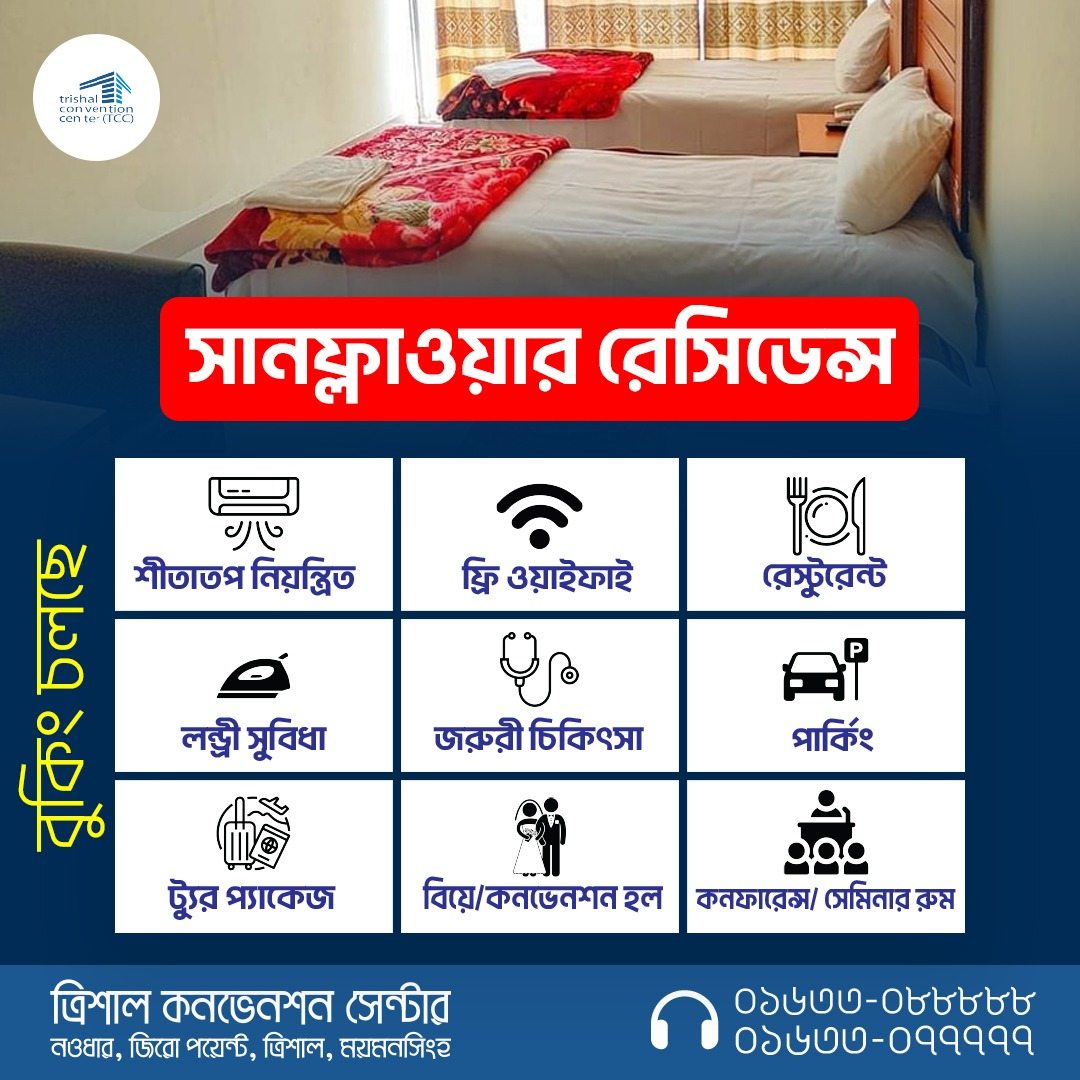 trishal
convention
center (TCC)
সানফ্লাওয়ার রেসিডেন্স
বুকিং চলছে
শীতাতপ নিয়ন্ত্রিত
ফ্রি ওয়াইফাই
রেস্টুরেন্ট
লন্ড্রী সুবিধা
জরুরী চিকিৎসা
P
পার্কিং
ট্যুর প্যাকেজ
বিয়ে/কনভেনশন হল
কনফারেন্স/ সেমিনার রুম
ত্রিশাল কনভেনশন সেন্টার
নওধার, জিরো পয়েন্ট, ত্রিশাল, ময়মনসিংহ
০১৬৩৩-০৮৮৮৮৮
০১৬৩৩-০৭৭৭৭৭